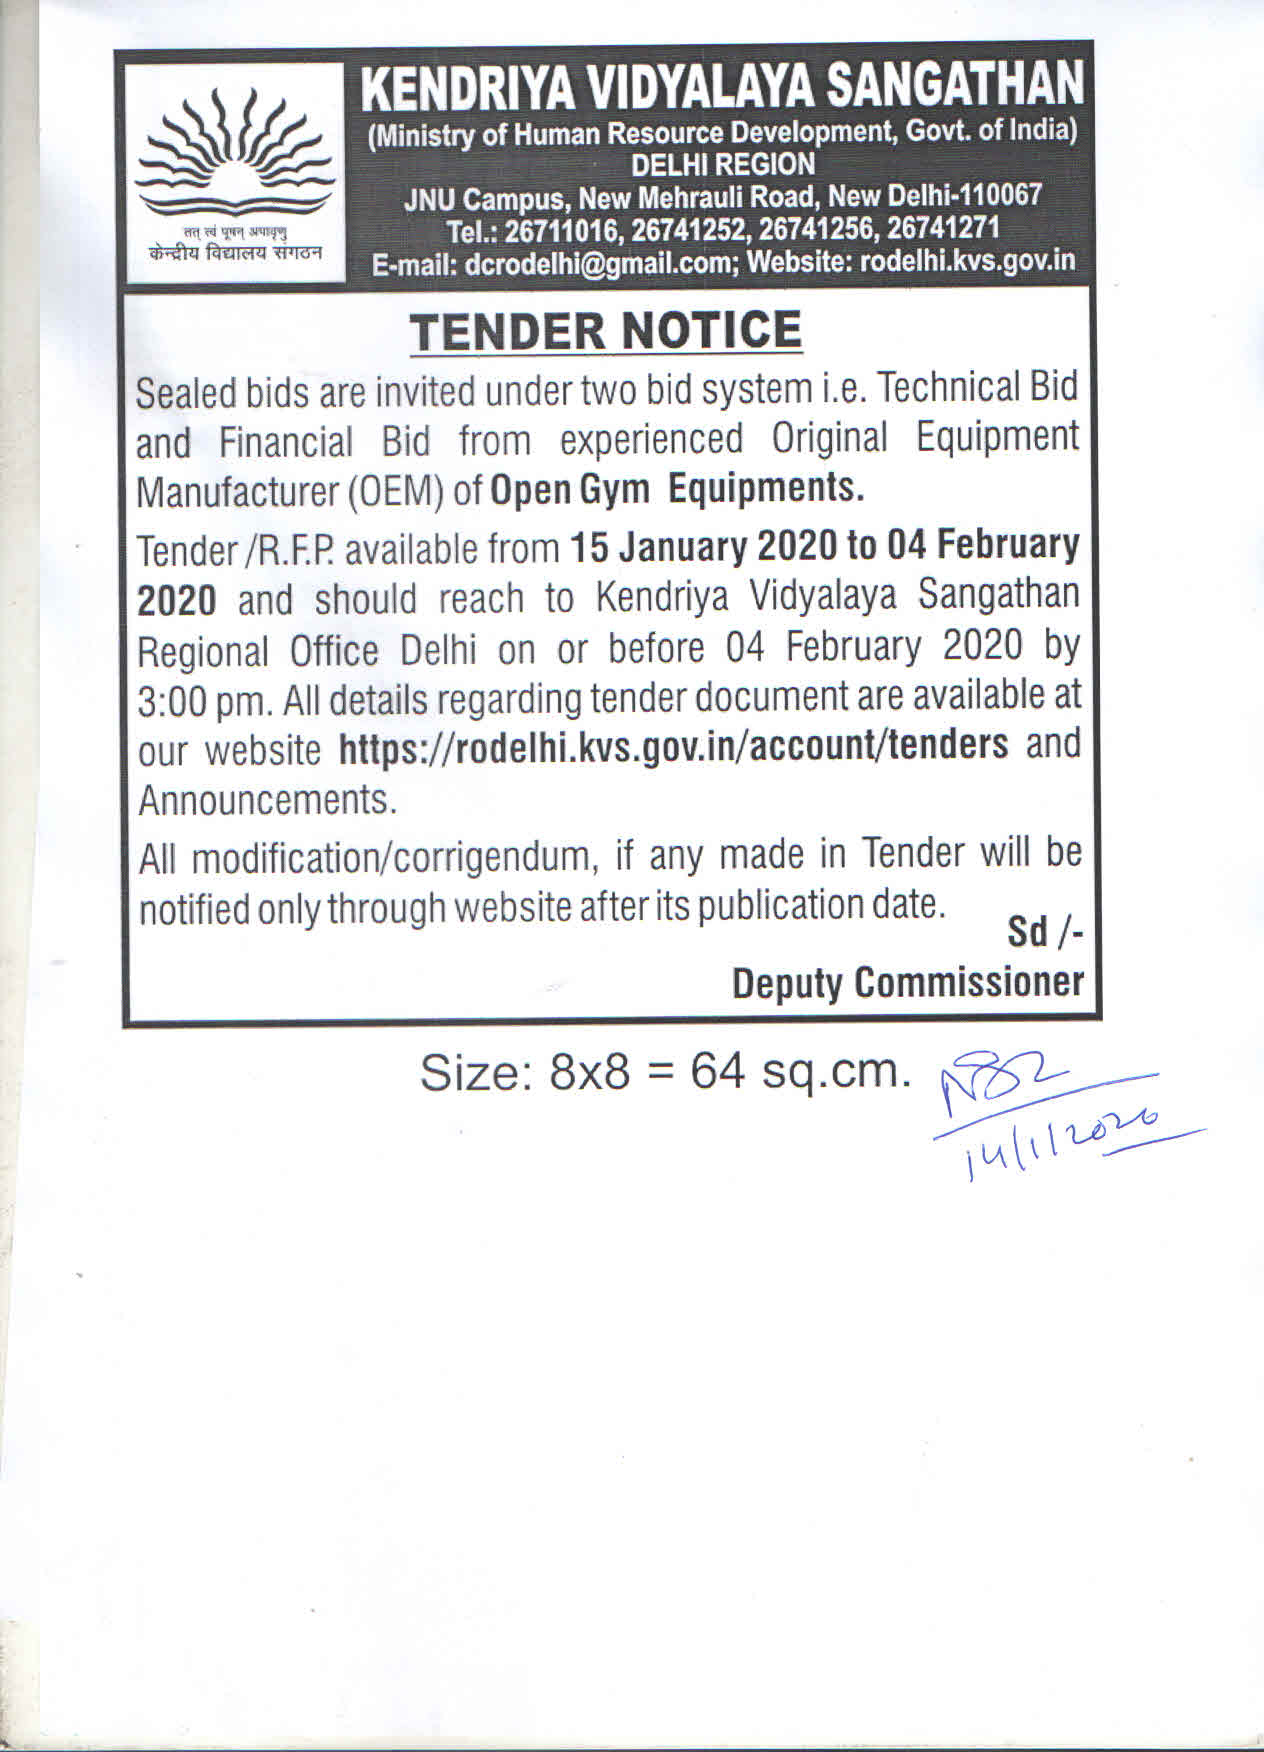 KENDRIYA VIDYALAYA SANGATHAN
(Ministry of Human Resource Development, Govt. of India)
DELHI REGION
JNU Campus, New Mehrauli Road, New Delhi-110067
Tel.: 26711016, 26741252, 26741256, 26741271
E-mail: dcrodelhi@gmail.com; Website: rodelhi.kvs.gov.in
तत् त्वं पूषन् अपावृणु
केन्द्रीय विद्यालय संगठन
TENDER NOTICE
Sealed bids are invited under two bid system i.e. Technical Bid
and Financial Bid from experienced Original Equipment
Manufacturer (OEM) of Open Gym Equipments.
Tender /R.F.P. available from 15 January 2020 to 04 February
2020 and should reach to Kendriya Vidyalaya Sangathan
Regional Office Delhi on or before 04 February 2020 by
3:00 pm. All details regarding tender document are available at
our website https://rodelhi.kvs.gov.in/account/tenders and
Announcements.
All modification/corrigendum, if any made in Tender will be
notified only through website after its publication date.
Sd /-
Deputy Commissioner
Size: 8x8 = 64 sq.cm.
14/1/2020